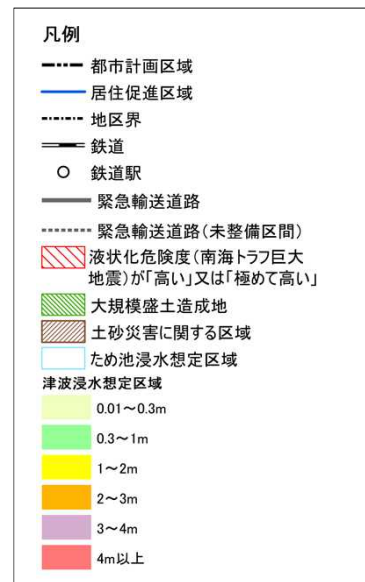 凡例
都市計画区域
居住促進区域
地区界
鉄道
鉄道駅
緊急輸送道路
緊急輸送道路(未整備区間)
液状化危険度(南海トラフ巨大
地震)が「高い」又は「極めて高い」
大規模盛土造成地
土砂災害に関する区域
ため池浸水想定区域
津波浸水想定区域
0.01～0.3m
0.3～1m
1～2m
2～3m
3～4m
4m以上